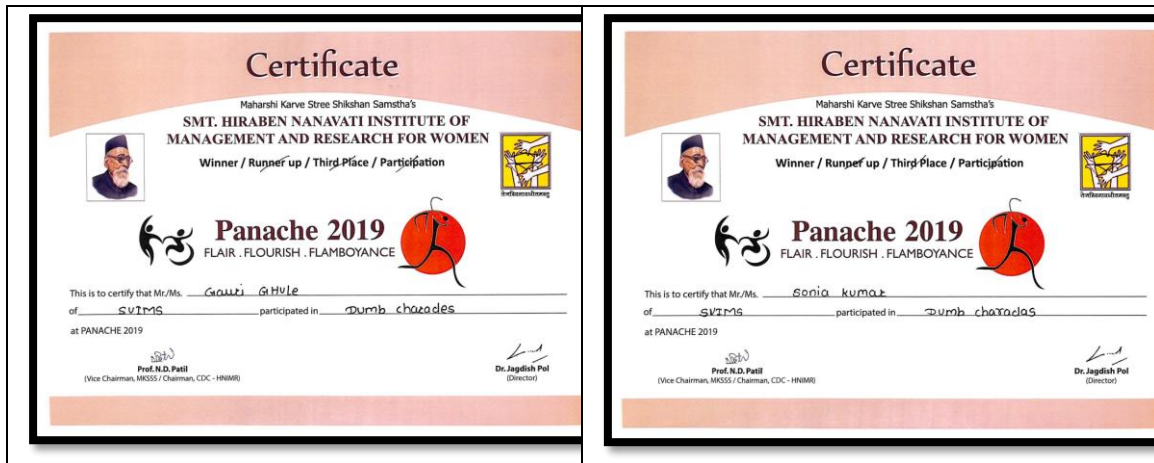 Certificate
Maharshi Karve Stree Shikshan Samstha's
SMT. HIRABEN NANAVATI INSTITUTE OF
MANAGEMENT AND RESEARCH FOR WOMEN
Winner / Runner up / Third Place / Participation
Panache 2019
FLAIR . FLOURISH . FLAMBOYANCE
This is to certify that Mr./Ms. Gauri GHULe
of SVIMS participated in Dumb charades
at PANACHE 2019
Prof. N.D. Patil
(Vice Chairman, MKSSS / Chairman, CDC - HNIMR)
Dr. Jagdish Pol
(Director)
Certificate
Maharshi Karve Stree Shikshan Samstha's
SMT. HIRABEN NANAVATI INSTITUTE OF
MANAGEMENT AND RESEARCH FOR WOMEN
Winner / Runner up / Third Place / Participation
Panache 2019
FLAIR . FLOURISH . FLAMBOYANCE
This is to certify that Mr./Ms. Sonia kumar
of SVIMS participated in Dumb charadas
at PANACHE 2019
Prof. N.D. Patil
(Vice Chairman, MKSSS / Chairman, CDC - HNIMR)
Dr. Jagdish Pol
(Director)